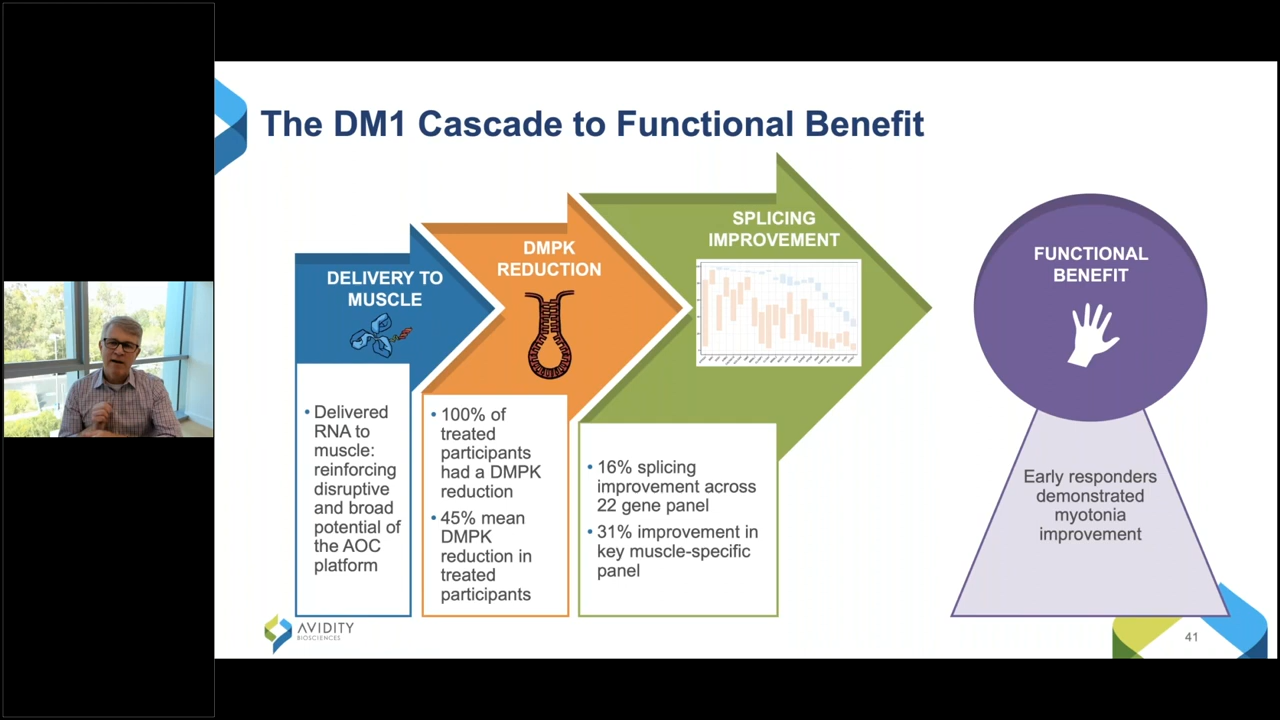 The DM1 Cascade to Functional Benefit
DELIVERY TO
MUSCLE
• Delivered
RNA to
muscle:
reinforcing
disruptive
and broad
potential of
the AOC
platform
DMPK
REDUCTION
• 100% of
treated
participants
had a DMPK
reduction
• 45% mean
DMPK
reduction in
treated
participants
SPLICING
IMPROVEMENT
• 16% splicing
improvement across
22 gene panel
• 31% improvement in
key muscle-specific
panel
FUNCTIONAL
BENEFIT
Early responders
demonstrated
myotonia
improvement
AVIDITY
BIOSCIENCES
41